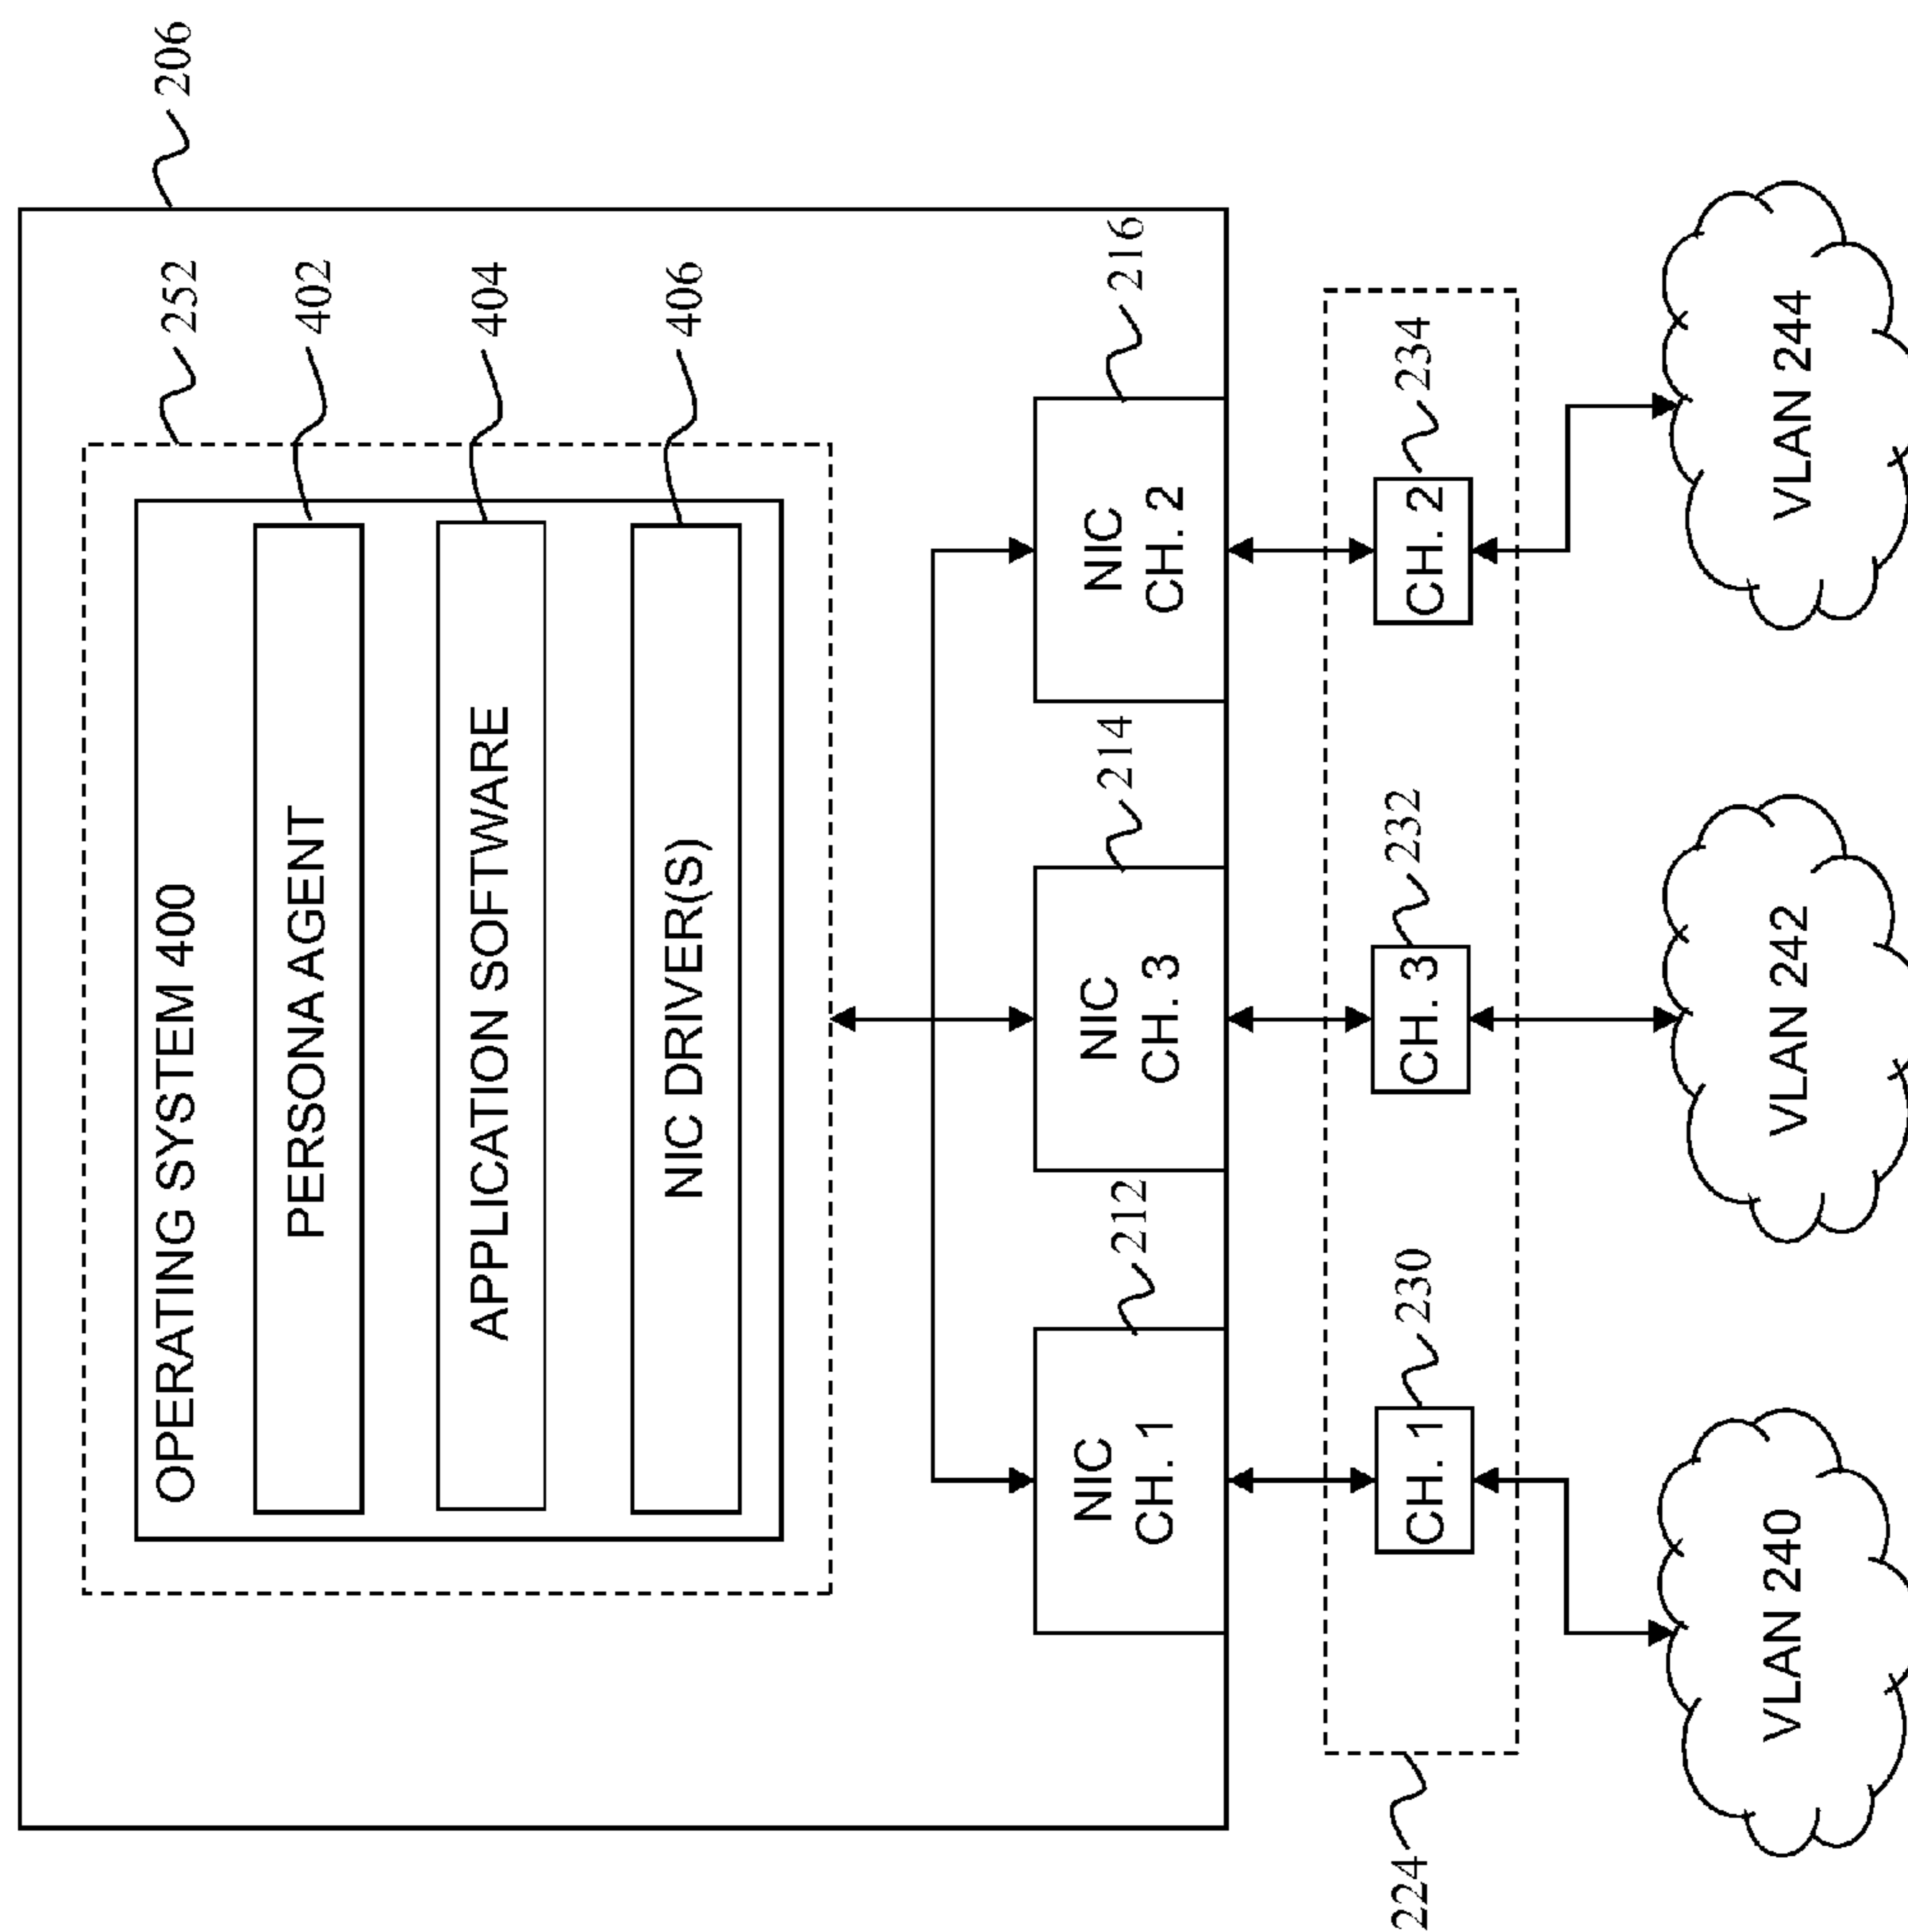 206
252
OPERATING SYSTEM 400
402
PERSONA AGENT
404
APPLICATION SOFTWARE
406
NIC DRIVER(S)
212
NIC
CH. 1
214
NIC
CH. 3
216
NIC
CH. 2
224
CH. 1
230
CH. 3
232
CH. 2
234
VLAN 240
VLAN 242
VLAN 244